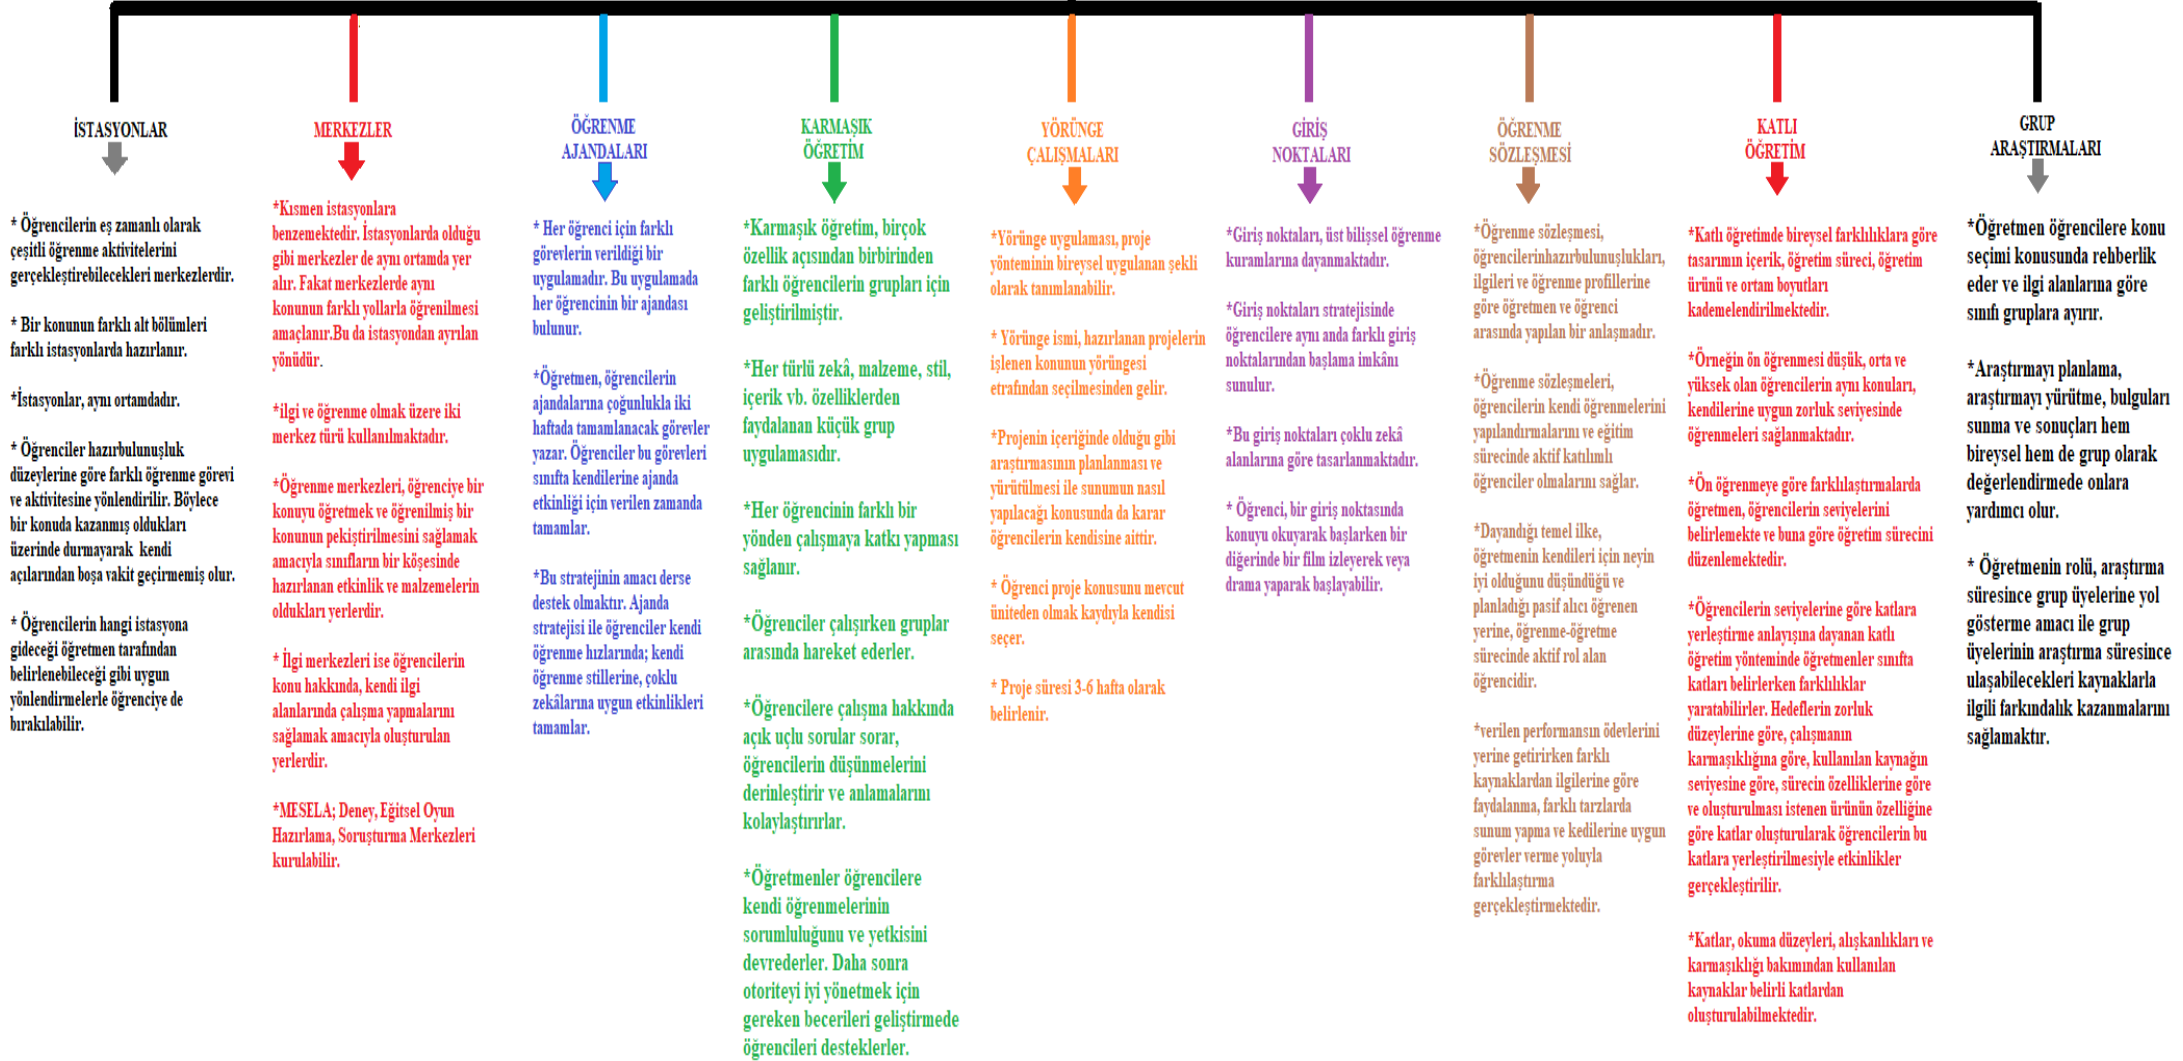 İSTASYONLAR
* Öğrencilerin eş zamanlı olarak
çeşitli öğrenme aktivitelerini
gerçekleştirebilecekleri merkezlerdir.
* Bir konunun farklı alt bölümleri
farklı istasyonlarda hazırlanır.
*İstasyonlar, aynı ortamdadır.
* Öğrenciler hazırbulunuşluk
düzeylerine göre farklı öğrenme görevi
ve aktivitesine yönlendirilir. Böylece
bir konuda kazanmış oldukları
üzerinde durmayarak kendi
açılarından boşa vakit geçirmemiş olur.
* Öğrencilerin hangi istasyona
gideceği öğretmen tarafından
belirlenebileceği gibi uygun
yönlendirmelerle öğrenciye de
bırakılabilir.
MERKEZLER
*Kısmen istasyonlara
benzemektedir. İstasyonlarda olduğu
gibi merkezler de aynı ortamda yer
alır. Fakat merkezlerde aynı
konunun farklı yollarla öğrenilmesi
amaçlanır.Bu da istasyondan ayrılan
yönüdür.
*ilgi ve öğrenme olmak üzere iki
merkez türü kullanılmaktadır.
*Öğrenme merkezleri, öğrenciye bir
konuyu öğretmek ve öğrenilmiş bir
konunun pekiştirilmesini sağlamak
amacıyla sınıfların bir köşesinde
hazırlanan etkinlik ve malzemelerin
oldukları yerlerdir.
* İlgi merkezleri ise öğrencilerin
konu hakkında, kendi ilgi
alanlarında çalışma yapmalarını
sağlamak amacıyla oluşturulan
yerlerdir.
*MESELA; Deney, Eğitsel Oyun
Hazırlama, Soruşturma Merkezleri
kurulabilir.
ÖĞRENME
AJANDALARI
* Her öğrenci için farklı
görevlerin verildiği bir
uygulamadır. Bu uygulamada
her öğrencinin bir ajandası
bulunur.
*Öğretmen, öğrencilerin
ajandalarına çoğunlukla iki
haftada tamamlanacak görevler
yazar. Öğrenciler bu görevleri
sınıfta kendilerine ajanda
etkinliği için verilen zamanda
tamamlar.
*Bu stratejinin amacı derse
destek olmaktır. Ajanda
stratejisi ile öğrenciler kendi
öğrenme hızlarında; kendi
öğrenme stillerine, çoklu
zekâlarına uygun etkinlikleri
tamamlar.
KARMAŞIK
ÖĞRETİM
*Karmaşık öğretim, birçok
özellik açısından birbirinden
farklı öğrencilerin grupları için
geliştirilmiştir.
*Her türlü zekâ, malzeme, stil,
içerik vb. özelliklerden
faydalanan küçük grup
uygulamasıdır.
*Her öğrencinin farklı bir
yönden çalışmaya katkı yapması
sağlanır.
*Öğrenciler çalışırken gruplar
arasında hareket ederler.
*Öğrencilere çalışma hakkında
açık uçlu sorular sorar,
öğrencilerin düşünmelerini
derinleştirir ve anlamalarını
kolaylaştırırlar.
*Öğretmenler öğrencilere
kendi öğrenmelerinin
sorumluluğunu ve yetkisini
devrederler. Daha sonra
otoriteyi iyi yönetmek için
gereken becerileri geliştirmede
öğrencileri desteklerler.
YÖRÜNGE
ÇALIŞMALARI
*Yörünge uygulaması, proje
yönteminin bireysel uygulanan şekli
olarak tanımlanabilir.
* Yörünge ismi, hazırlanan projelerin
işlenen konunun yörüngesi
etrafından seçilmesinden gelir.
*Projenin içeriğinde olduğu gibi
araştırmasının planlanması ve
yürütülmesi ile sunumun nasıl
yapılacağı konusunda da karar
öğrencilerin kendisine aittir.
* Öğrenci proje konusunu mevcut
üniteden olmak kaydıyla kendisi
seçer.
* Proje süresi 3-6 hafta olarak
belirlenir.
GİRİŞ
NOKTALARI
*Giriş noktaları, üst bilişsel öğrenme
kuramlarına dayanmaktadır.
*Giriş noktaları stratejisinde
öğrencilere aynı anda farklı giriş
noktalarından başlama imkânı
sunulur.
*Bu giriş noktaları çoklu zekâ
alanlarına göre tasarlanmaktadır.
* Öğrenci, bir giriş noktasında
konuyu okuyarak başlarken bir
diğerinde bir film izleyerek veya
drama yaparak başlayabilir.
ÖĞRENME
SÖZLEŞMESİ
*Öğrenme sözleşmesi,
öğrencilerinhazırbulunuşlukları,
ilgileri ve öğrenme profillerine
göre öğretmen ve öğrenci
arasında yapılan bir anlaşmadır.
*Öğrenme sözleşmeleri,
öğrencilerin kendi öğrenmelerini
yapılandırmalarını ve eğitim
sürecinde aktif katılımlı
öğrenciler olmalarını sağlar.
*Dayandığı temel ilke,
öğretmenin kendileri için neyin
iyi olduğunu düşündüğü ve
planladığı pasif alıcı öğrenen
yerine, öğrenme-öğretme
sürecinde aktif rol alan
öğrencidir.
*verilen performansın ödevlerini
yerine getirirken farklı
kaynaklardan ilgilerine göre
faydalanma, farklı tarzlarda
sunum yapma ve kedilerine uygun
görevler verme yoluyla
farklılaştırma
gerçekleştirmektedir.
KATLI
ÖĞRETİM
*Katlı öğretimde bireysel farklılıklara göre
tasarımın içerik, öğretim süreci, öğretim
ürünü ve ortam boyutları
kademelendirilmektedir.
*Örneğin ön öğrenmesi düşük, orta ve
yüksek olan öğrencilerin aynı konuları,
kendilerine uygun zorluk seviyesinde
öğrenmeleri sağlanmaktadır.
*Ön öğrenmeye göre farklılaştırmalarda
öğretmen, öğrencilerin seviyelerini
belirlemekte ve buna göre öğretim sürecini
düzenlemektedir.
*Öğrencilerin seviyelerine göre katlara
yerleştirme anlayışına dayanan katlı
öğretim yönteminde öğretmenler sınıfta
katları belirlerken farklılıklar
yaratabilirler. Hedeflerin zorluk
düzeylerine göre, çalışmanın
karmaşıklığına göre, kullanılan kaynağın
seviyesine göre, sürecin özelliklerine göre
ve oluşturulması istenen ürünün özelliğine
göre katlar oluşturularak öğrencilerin bu
katlara yerleştirilmesiyle etkinlikler
gerçekleştirilir.
*Katlar, okuma düzeyleri, alışkanlıkları ve
karmaşıklığı bakımından kullanılan
kaynaklar belirli katlardan
oluşturulabilmektedir.
GRUP
ARAŞTIRMALARI
*Öğretmen öğrencilere konu
seçimi konusunda rehberlik
eder ve ilgi alanlarına göre
sınıfı gruplara ayırır.
*Araştırmayı planlama,
araştırmayı yürütme, bulguları
sunma ve sonuçları hem
bireysel hem de grup olarak
değerlendirmede onlara
yardımcı olur.
* Öğretmenin rolü, araştırma
süresince grup üyelerine yol
gösterme amacı ile grup
üyelerinin araştırma süresince
ulaşabilecekleri kaynaklarla
ilgili farkındalık kazanmalarını
sağlamaktır.